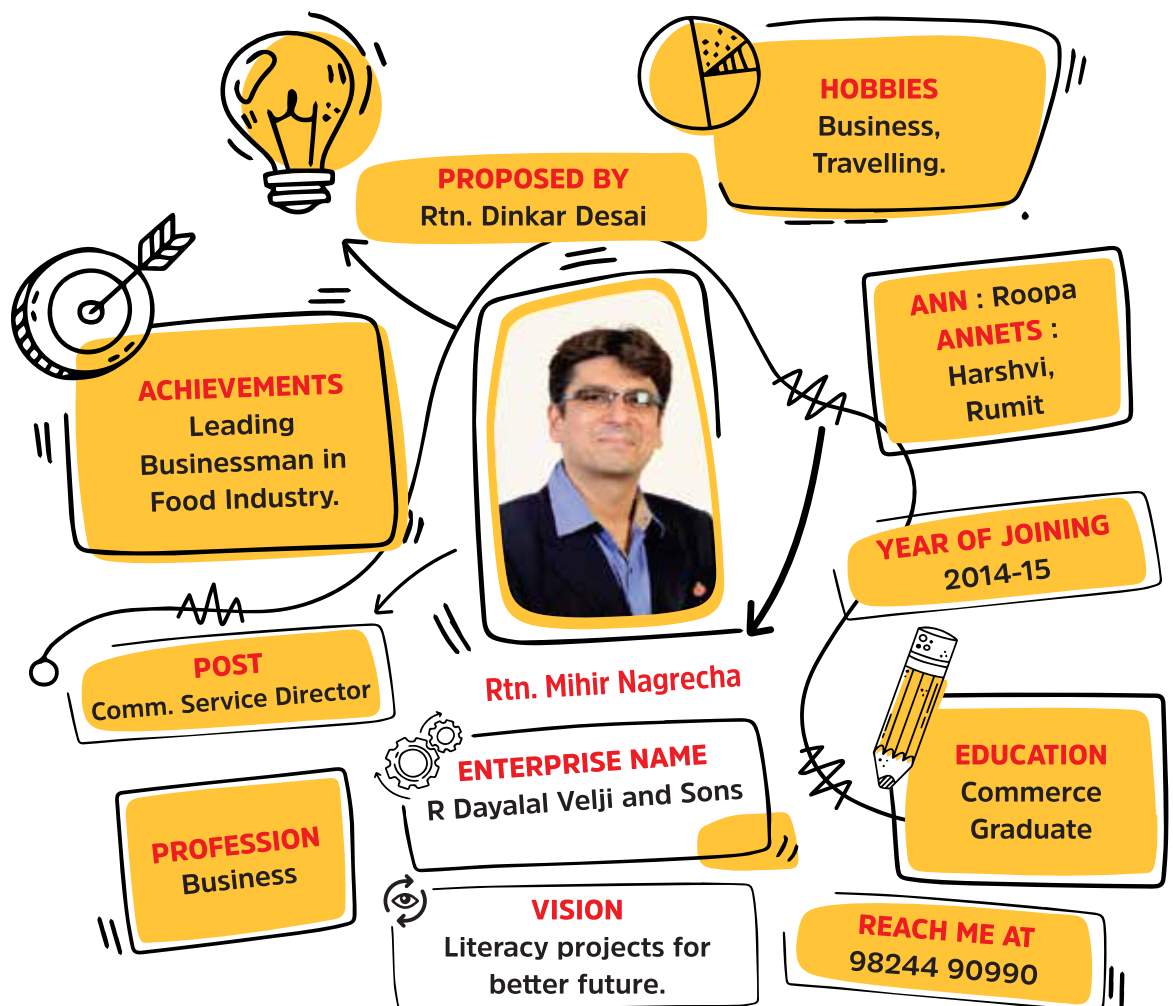 HOBBIES
Business,
Travelling.
PROPOSED BY
Rtn. Dinkar Desai
ANN : Roopa
ANNETS :
Harshvi,
Rumit
ACHIEVEMENTS
Leading
Businessman in
Food Industry.
YEAR OF JOINING
2014-15
POST
Comm. Service Director
Rtn. Mihir Nagrecha
ENTERPRISE NAME
R Dayalal Velji and Sons
EDUCATION
Commerce
Graduate
PROFESSION
Business
VISION
Literacy projects for
better future.
REACH ME AT
98244 90990